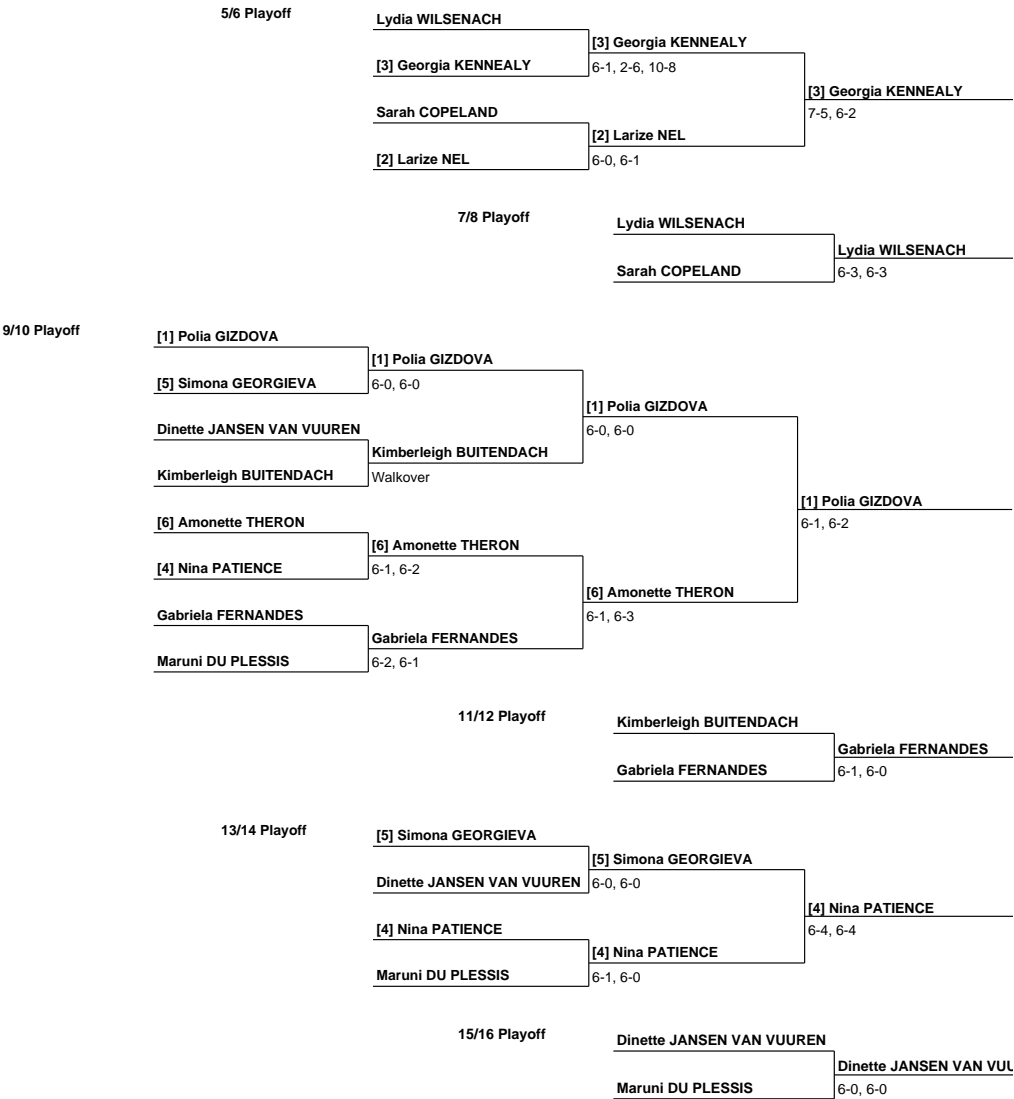 5/6 Playoff
Lydia WILSENACH
[3] Georgia KENNEALY
[3] Georgia KENNEALY
6-1, 2-6, 10-8
[3] Georgia KENNEALY
7-5, 6-2
Sarah COPELAND
[2] Larize NEL
[2] Larize NEL
6-0, 6-1
7/8 Playoff
Lydia WILSENACH
Lydia WILSENACH
Sarah COPELAND
6-3, 6-3
9/10 Playoff
[1] Polia GIZDOVA
[1] Polia GIZDOVA
[5] Simona GEORGIEVA
6-0, 6-0
[1] Polia GIZDOVA
6-0, 6-0
Dinette JANSEN VAN VUUREN
Kimberleigh BUITENDACH
Kimberleigh BUITENDACH
Walkover
[1] Polia GIZDOVA
6-1, 6-2
[6] Amonette THERON
[6] Amonette THERON
[4] Nina PATIENCE
6-1, 6-2
[6] Amonette THERON
6-1, 6-3
Gabriela FERNANDES
Gabriela FERNANDES
Maruni DU PLESSIS
6-2, 6-1
11/12 Playoff
Kimberleigh BUITENDACH
Gabriela FERNANDES
Gabriela FERNANDES
6-1, 6-0
13/14 Playoff
[5] Simona GEORGIEVA
[5] Simona GEORGIEVA
Dinette JANSEN VAN VUUREN
6-0, 6-0
[4] Nina PATIENCE
6-4, 6-4
[4] Nina PATIENCE
[4] Nina PATIENCE
Maruni DU PLESSIS
6-1, 6-0
15/16 Playoff
Dinette JANSEN VAN VUUREN
Dinette JANSEN VAN VUU
Maruni DU PLESSIS
6-0, 6-0